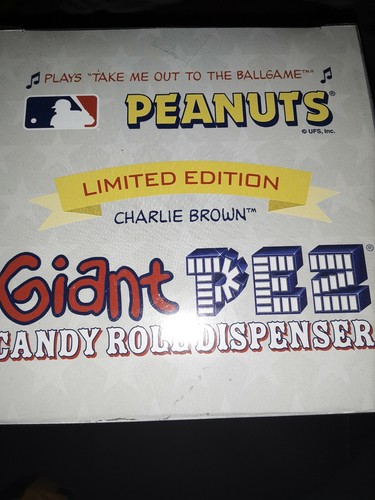 ♫ PLAYS "TAKE ME OUT TO THE BALLGAME"™ ♫
PEANUTS®
© UFS, Inc.
LIMITED EDITION
CHARLIE BROWN™
Giant PEZ®
CANDY ROLL DISPENSER